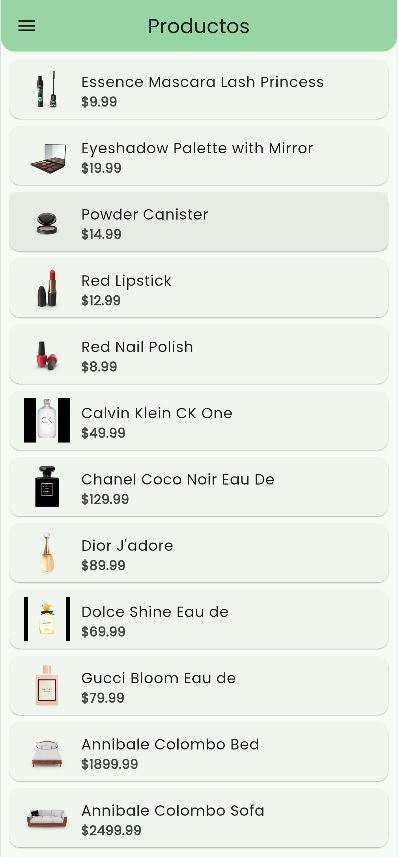 Productos
Essence Mascara Lash Princess
$9.99
Eyeshadow Palette with Mirror
$19.99
Powder Canister
$14.99
Red Lipstick
$12.99
Red Nail Polish
$8.99
CK
Calvin Klein CK One
$49.99
Chanel Coco Noir Eau De
$129.99
Dior J'adore
$89.99
Dolce Shine Eau de
$69.99
Gucci Bloom Eau de
$79.99
Annibale Colombo Bed
$1899.99
Annibale Colombo Sofa
$2499.99